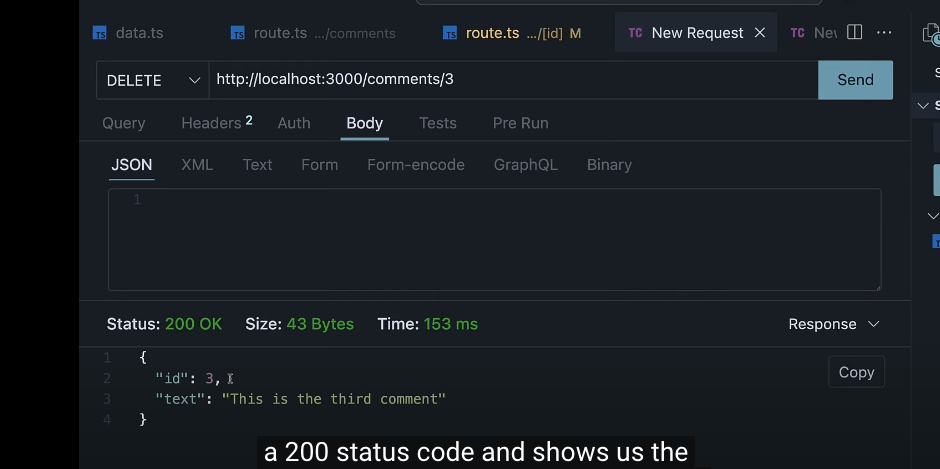 TS data.ts TS route.ts .../comments TS route.ts .../[id] M TC New Request × TC Nev ...
DELETE http://localhost:3000/comments/3 Send
Query Headers 2 Auth Body Tests Pre Run
JSON XML Text Form Form-encode GraphQL Binary
1
Status: 200 OK Size: 43 Bytes Time: 153 ms Response
1 {
2 "id": 3,
3 "text": "This is the third comment"
4 }
Copy
a 200 status code and shows us the